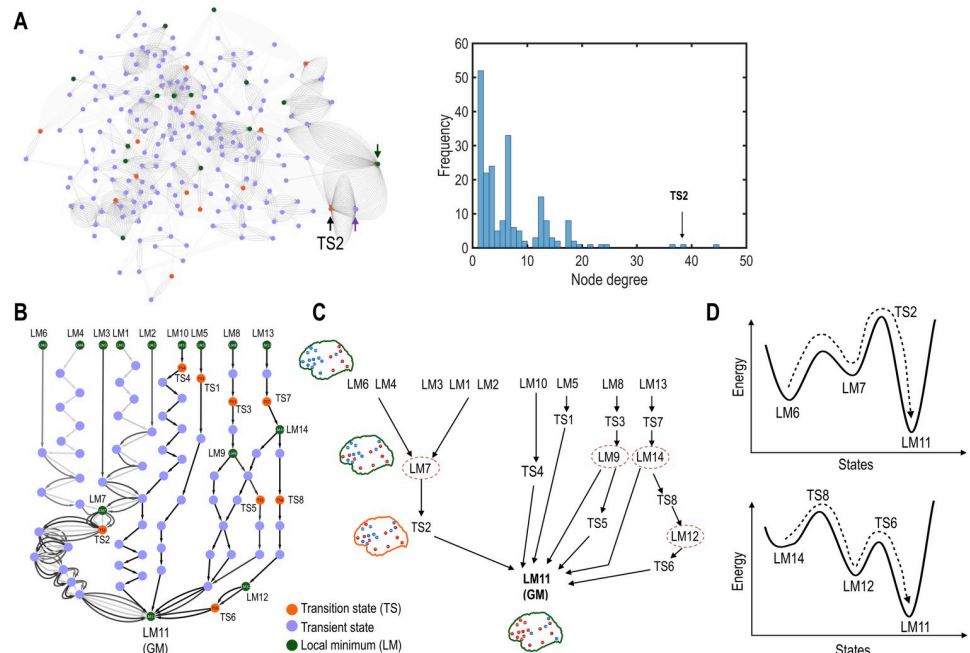 A
TS2
60
50
40
30
20
10
0
Frequency
TS2
0
10
20
30
40
50
Node degree
B
LM6
LM4
LM3
LM1
LM2
LM10
LM5
LM8
LM13
TS4
TS1
TS3
TS7
LM14
LM9
LM7
TS2
TS5
TS8
LM12
TS6
LM11
(GM)
Transition state (TS)
Transient state
Local minimum (LM)
C
LM6 LM4 LM3 LM1 LM2 LM10 LM5 LM8 LM13
TS1
TS3
TS7
LM7
TS4
LM9
LM14
TS8
TS2
TS5
LM12
LM11
(GM)
TS6
D
Energy
TS2
LM7
LM6
LM11
States
Energy
TS8
TS6
LM14
LM12
LM11
States